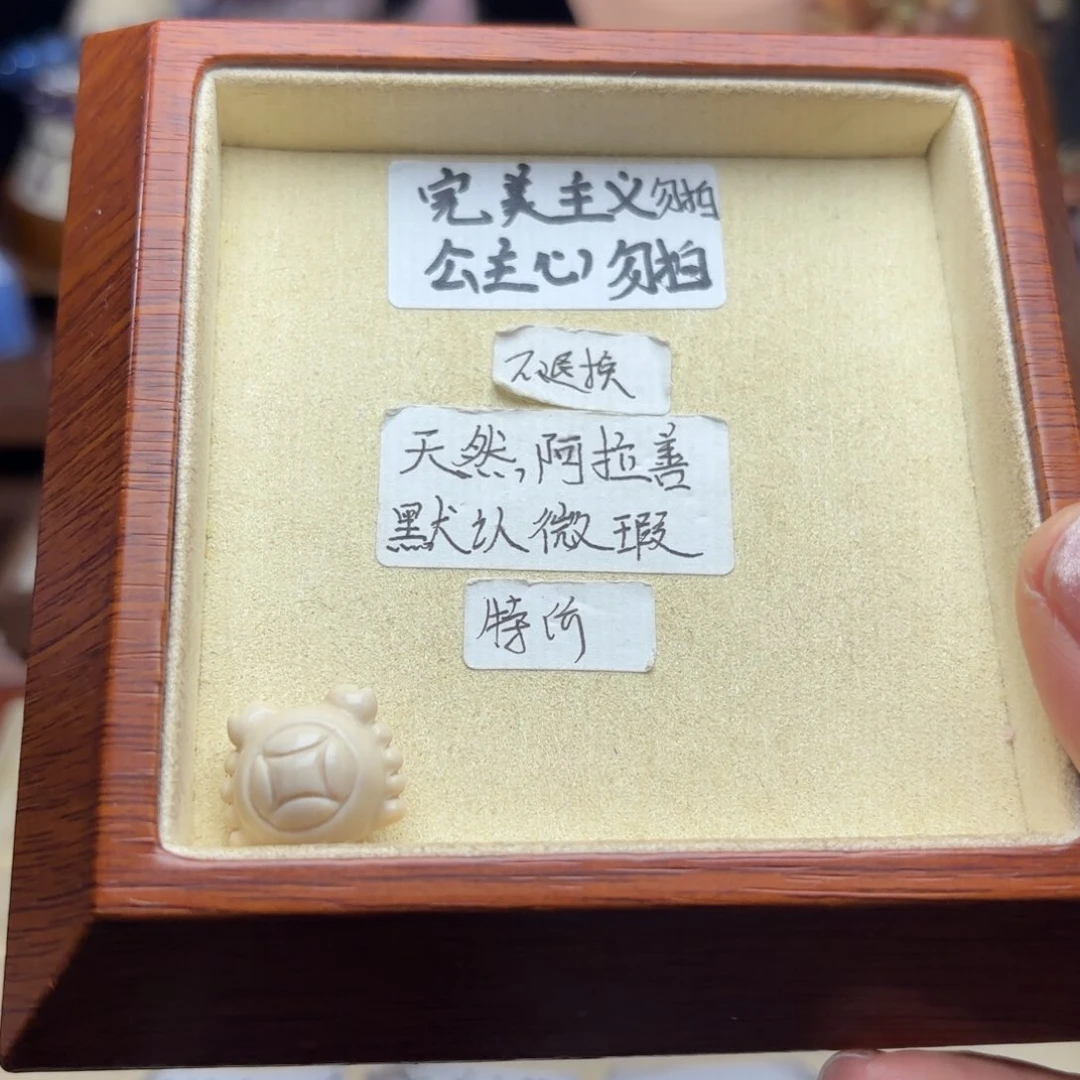 完美主义勿拍
公主心勿拍
不退换
天然,阿拉善
默认微瑕
特价